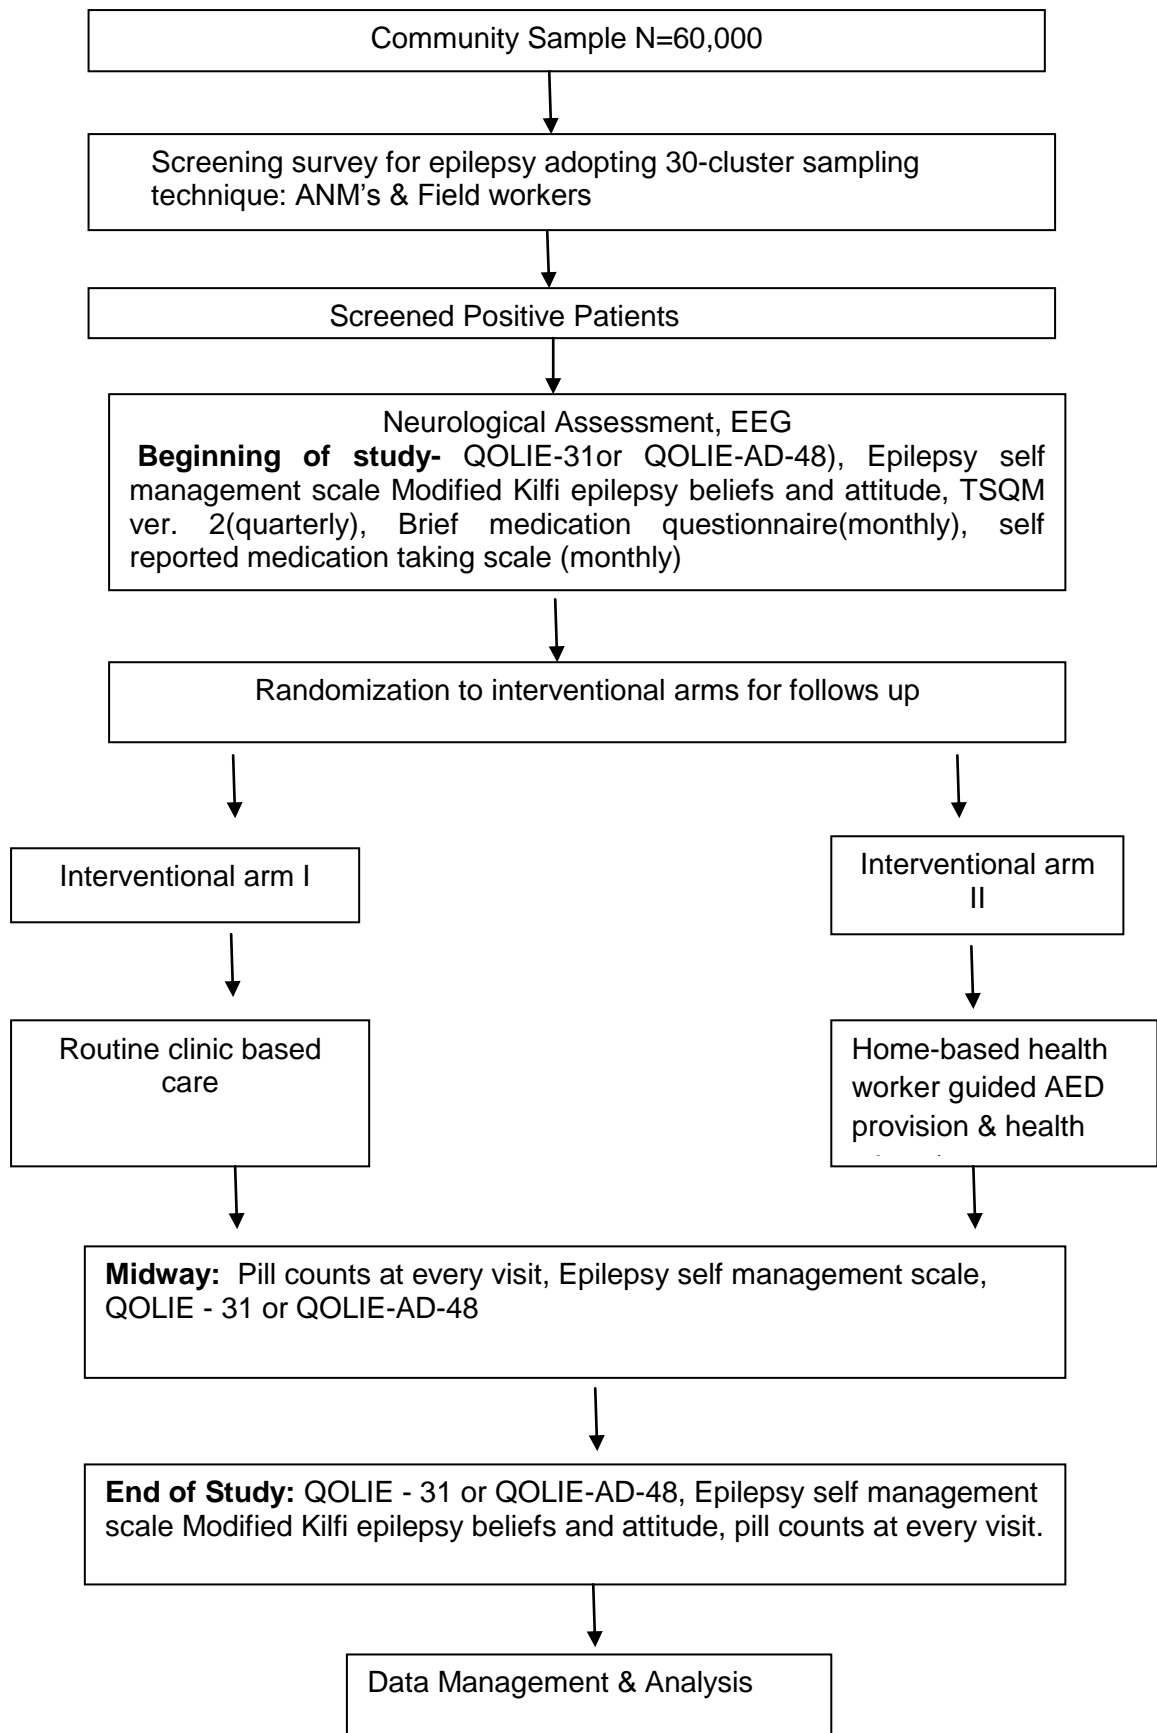 Community Sample N=60,000
Screening survey for epilepsy adopting 30-cluster sampling
technique: ANM's & Field workers
Screened Positive Patients
Neurological Assessment, EEG
Beginning of study- QOLIE-31or QOLIE-AD-48), Epilepsy self
management scale Modified Kilfi epilepsy beliefs and attitude, TSQM
ver. 2(quarterly), Brief medication questionnaire(monthly), self
reported medication taking scale (monthly)
Randomization to interventional arms for follows up
Interventional arm I
Interventional arm
II
Routine clinic based
care
Home-based health
worker guided AED
provision & health
Midway: Pill counts at every visit, Epilepsy self management scale,
QOLIE - 31 or QOLIE-AD-48
End of Study: QOLIE - 31 or QOLIE-AD-48, Epilepsy self management
scale Modified Kilfi epilepsy beliefs and attitude, pill counts at every visit.
Data Management & Analysis